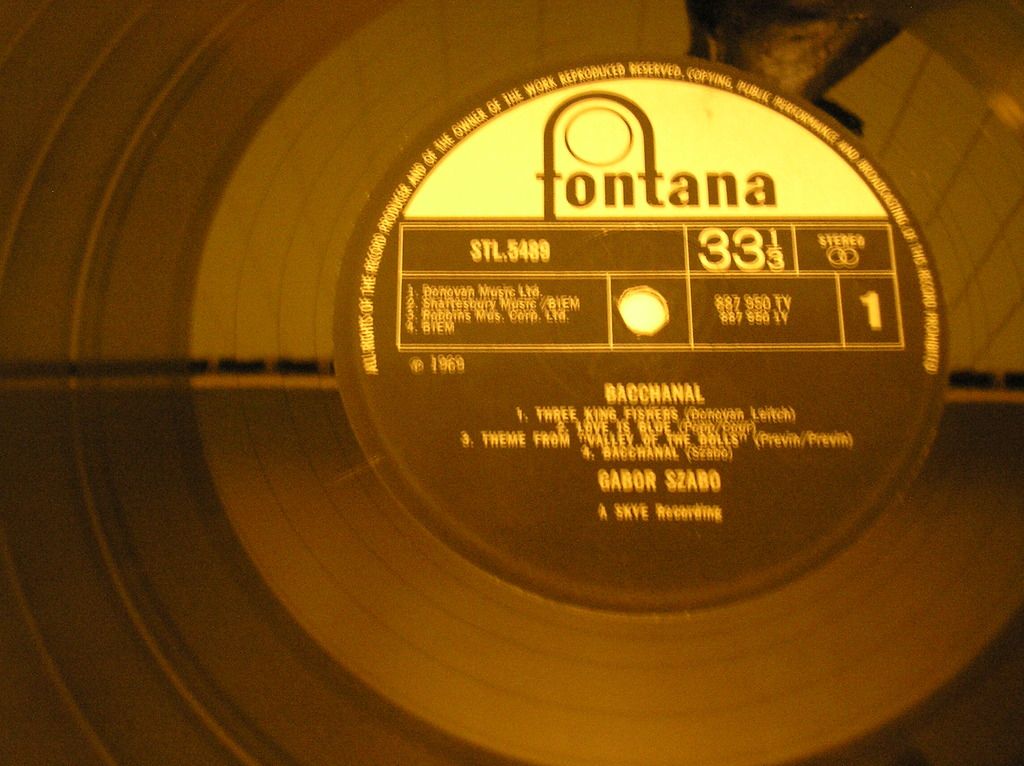 ALL RIGHTS OF THE RECORD PRODUCER AND OF THE OWNER OF THE WORK REPRODUCED RESERVED. COPYING, PUBLIC PERFORMANCE AND BROADCASTING OF THIS RECORD PROHIBITED
fontana
STL.5489
33⅓
STEREO
1. Donovan Music Ltd.
2. Shaftesbury Music/BIEM
3. Robbins Mus. Corp. Ltd.
4. BIEM
887 950 TY
887 950 1Y
1
℗ 1969
BACCHANAL
1. THREE KING FISHERS (Donovan Leitch)
2. LOVE IS BLUE (Popp/Cour)
3. THEME FROM "VALLEY OF THE DOLLS" (Previn/Previn)
4. BACCHANAL (Szabo)
GABOR SZABO
A SKYE Recording